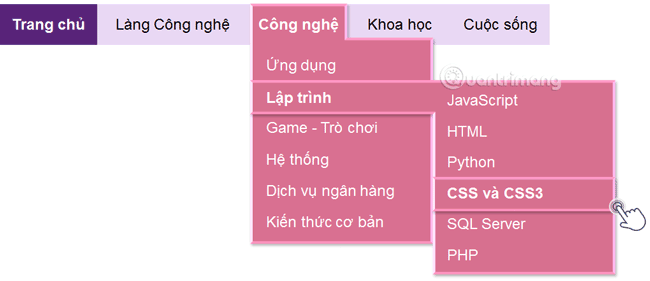 Trang chủ
Làng Công nghệ
Công nghệ
Khoa học
Cuộc sống
Ứng dụng
Lập trình
Game - Trò chơi
Hệ thống
Dịch vụ ngân hàng
Kiến thức cơ bản
Quantrimang
JavaScript
HTML
Python
CSS và CSS3
SQL Server
PHP